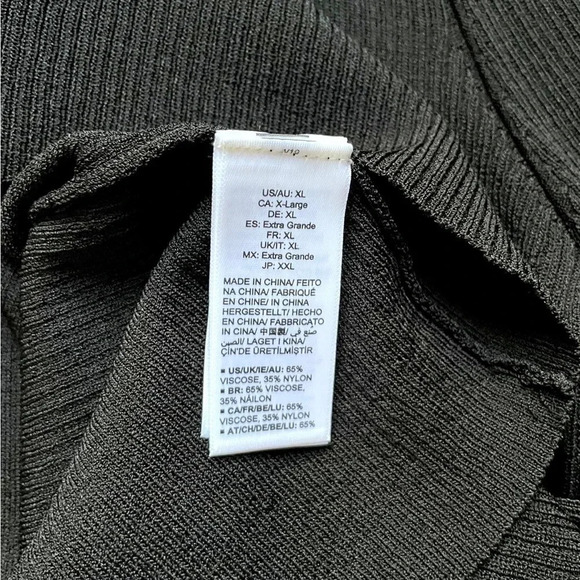 US/AU: XL
CA: X-Large
DE: XL
ES: Extra Grande
FR: XL
UK/IT: XL
MX: Extra Grande
JP: XXL
MADE IN CHINA/ FEITO
NA CHINA/ FABRIQUÉ
EN CHINE/ IN CHINA
HERGESTELLT/ HECHO
EN CHINA/ FABBRICATO
IN CINA/ 中国製/ صنع في
الصين/ LAGET I KINA/
ÇİN'DE ÜRETİLMİŞTİR
■ US/UK/IE/AU: 65%
VISCOSE, 35% NYLON
■ BR: 65% VISCOSE,
35% NÁILON
■ CA/FR/BE/LU: 65%
VISCOSE, 35% NYLON
■ AT/CH/DE/BE/LU: 65%